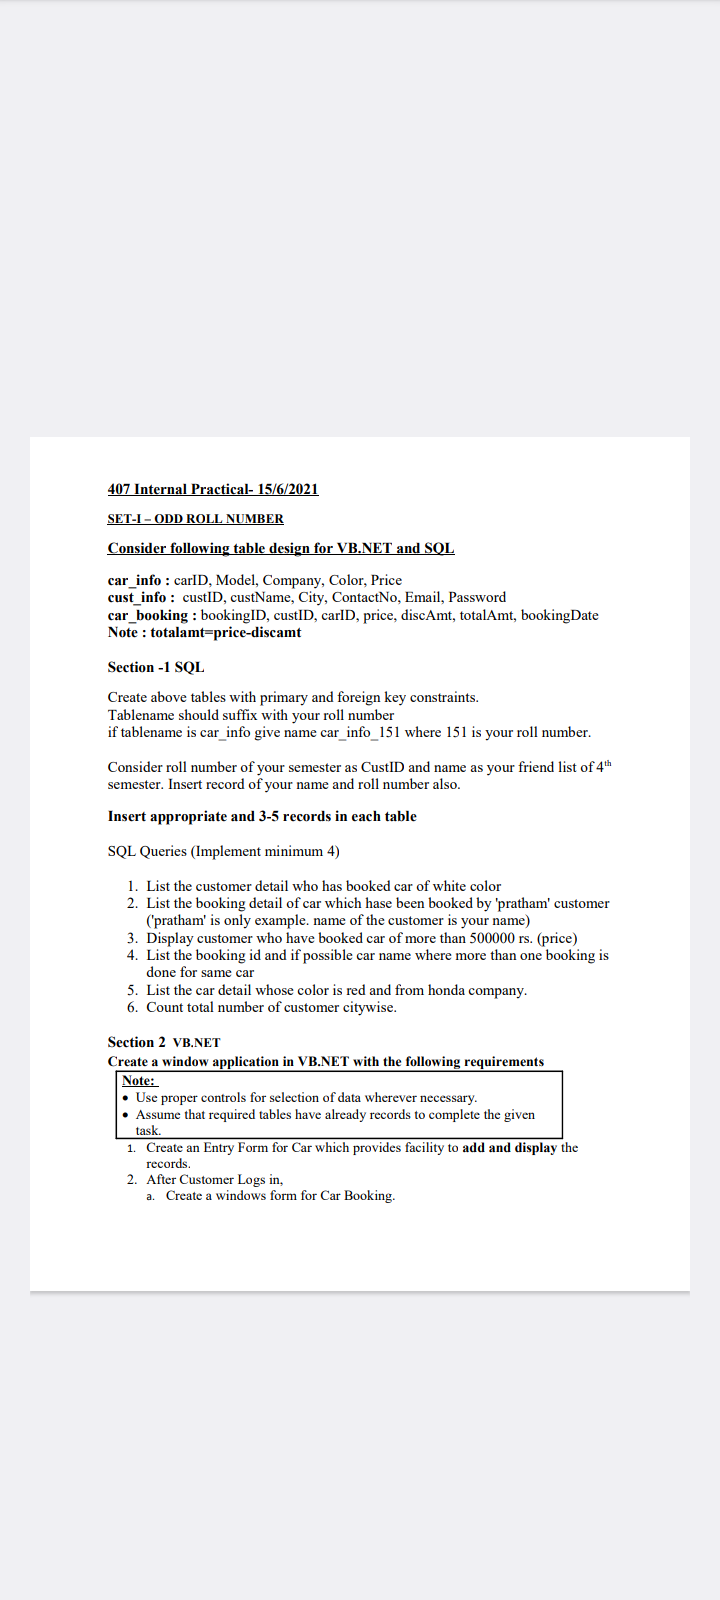 407 Internal Practical- 15/6/2021
SET-I – ODD ROLL NUMBER
Consider following table design for VB.NET and SQL
car_info : carID, Model, Company, Color, Price
cust_info : custID, custName, City, ContactNo, Email, Password
car_booking : bookingID, custID, carID, price, discAmt, totalAmt, bookingDate
Note : totalamt=price-discamt
Section -1 SQL
Create above tables with primary and foreign key constraints.
Tablename should suffix with your roll number
if tablename is car_info give name car_info_151 where 151 is your roll number.
Consider roll number of your semester as CustID and name as your friend list of 4th
semester. Insert record of your name and roll number also.
Insert appropriate and 3-5 records in each table
SQL Queries (Implement minimum 4)
1. List the customer detail who has booked car of white color
2. List the booking detail of car which hase been booked by 'pratham' customer
('pratham' is only example. name of the customer is your name)
3. Display customer who have booked car of more than 500000 rs. (price)
4. List the booking id and if possible car name where more than one booking is
done for same car
5. List the car detail whose color is red and from honda company.
6. Count total number of customer citywise.
Section 2 VB.NET
Create a window application in VB.NET with the following requirements
Note:
• Use proper controls for selection of data wherever necessary.
• Assume that required tables have already records to complete the given
task.
1. Create an Entry Form for Car which provides facility to add and display the
records.
2. After Customer Logs in,
a. Create a windows form for Car Booking.